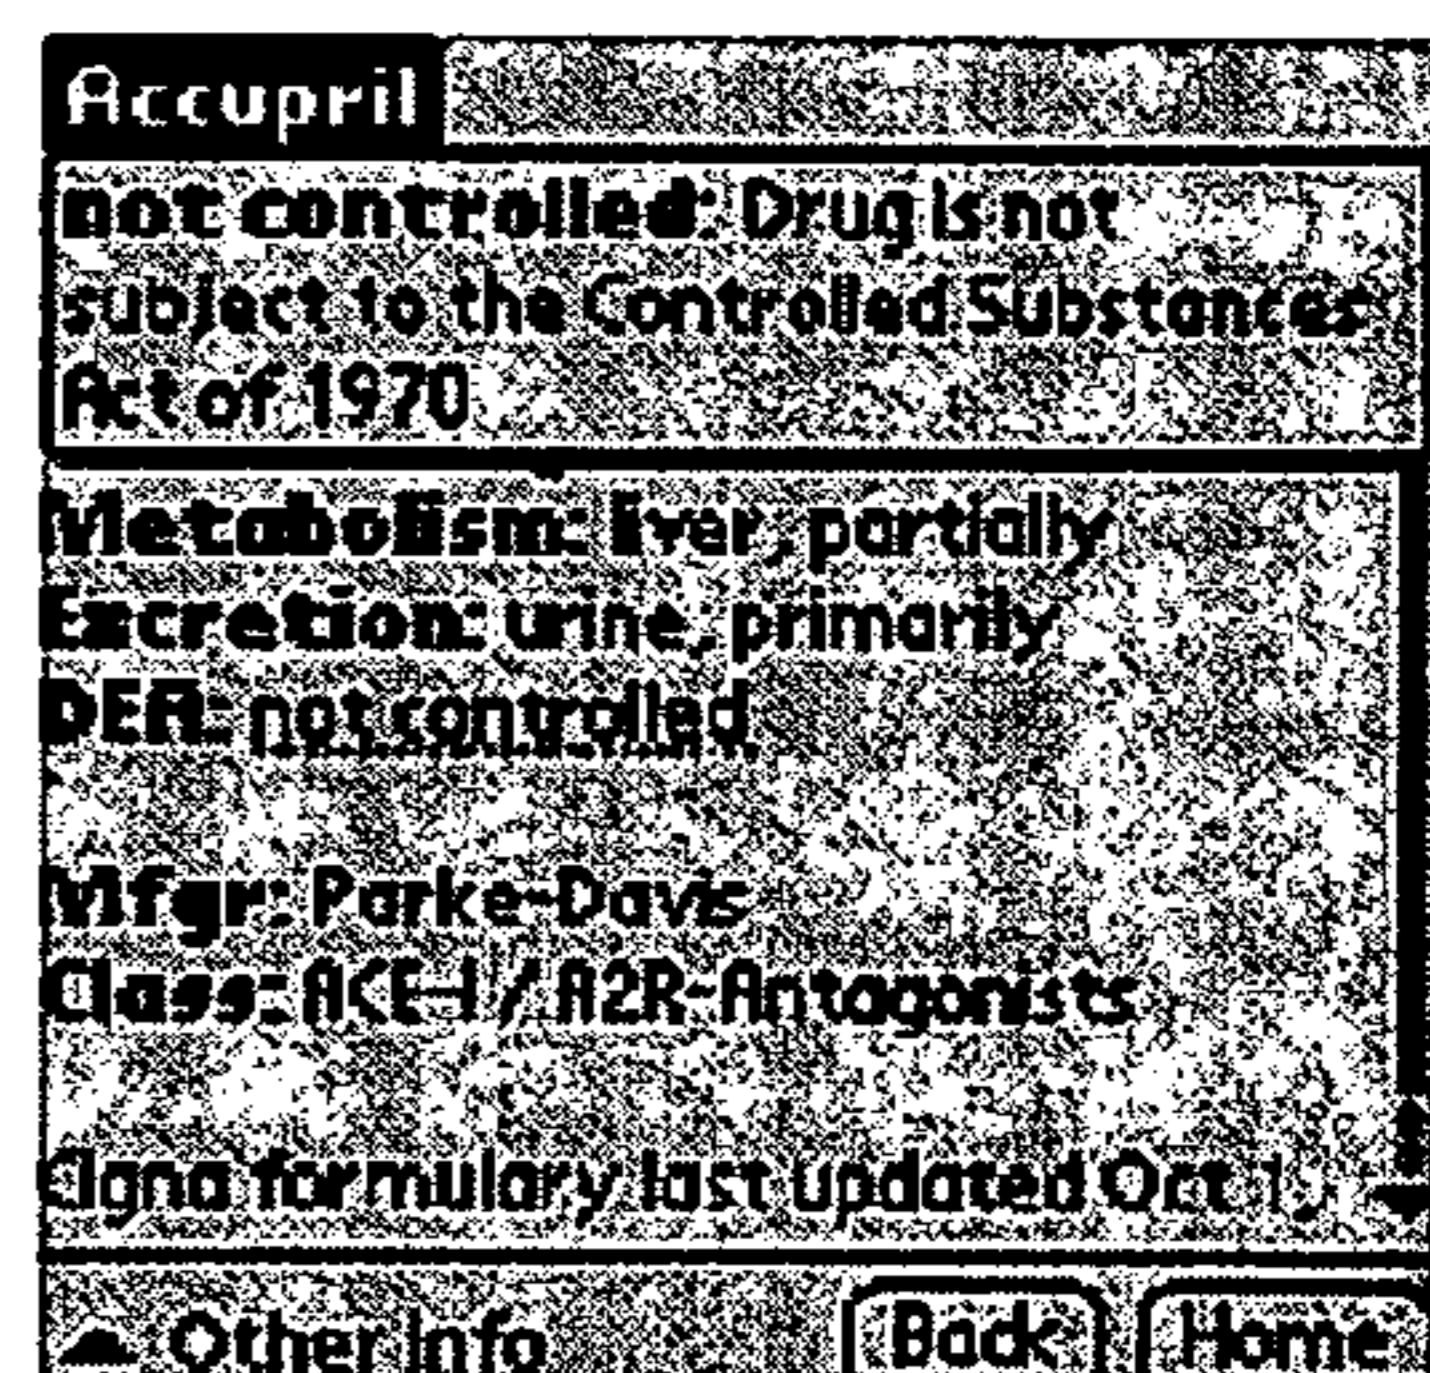 Accupril
not controlled: Drug is not
subject to the Controlled Substances
Act of 1970
Metabolism: liver, partially
Excretion: urine, primarily
DEA: not controlled
Mfgr: Parke-Davis
Class: ACE-I / A2R-Antagonists
Cigna formulary last updated Oct 1,
Other Info
Back
Home